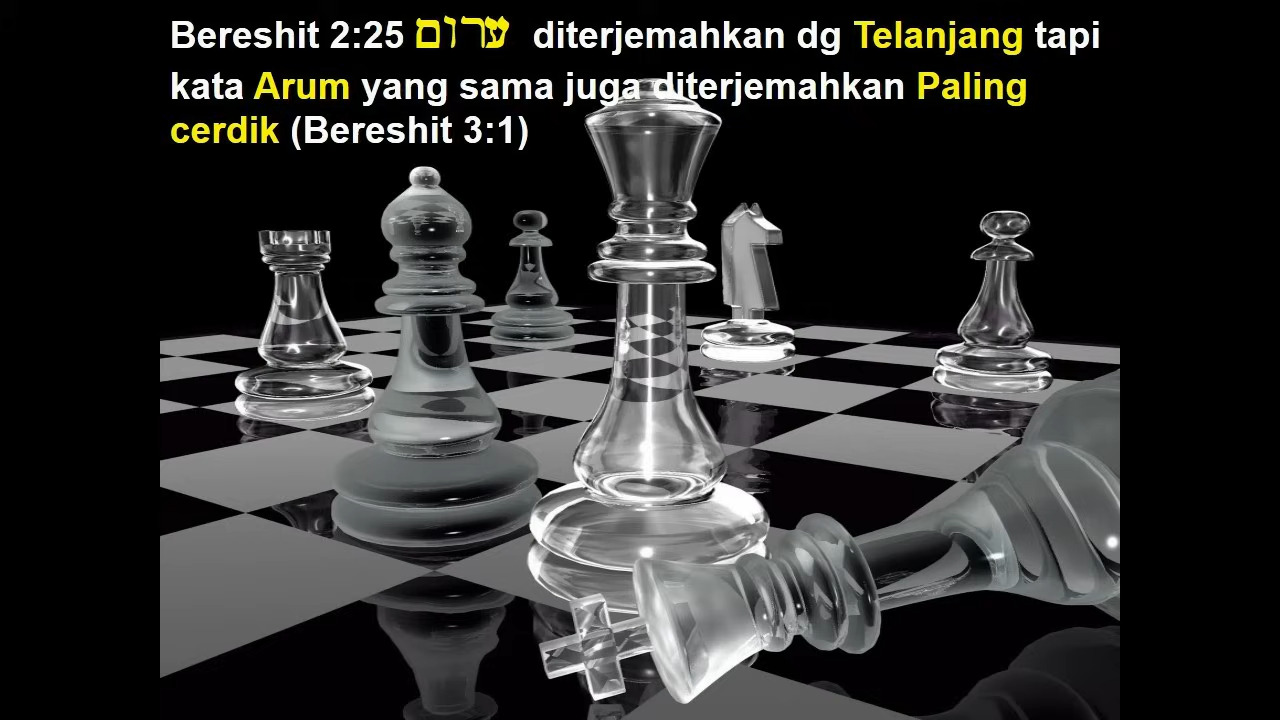 Bereshit 2:25 ערום diterjemahkan dg Telanjang tapi
kata Arum yang sama juga diterjemahkan Paling
cerdik (Bereshit 3:1)